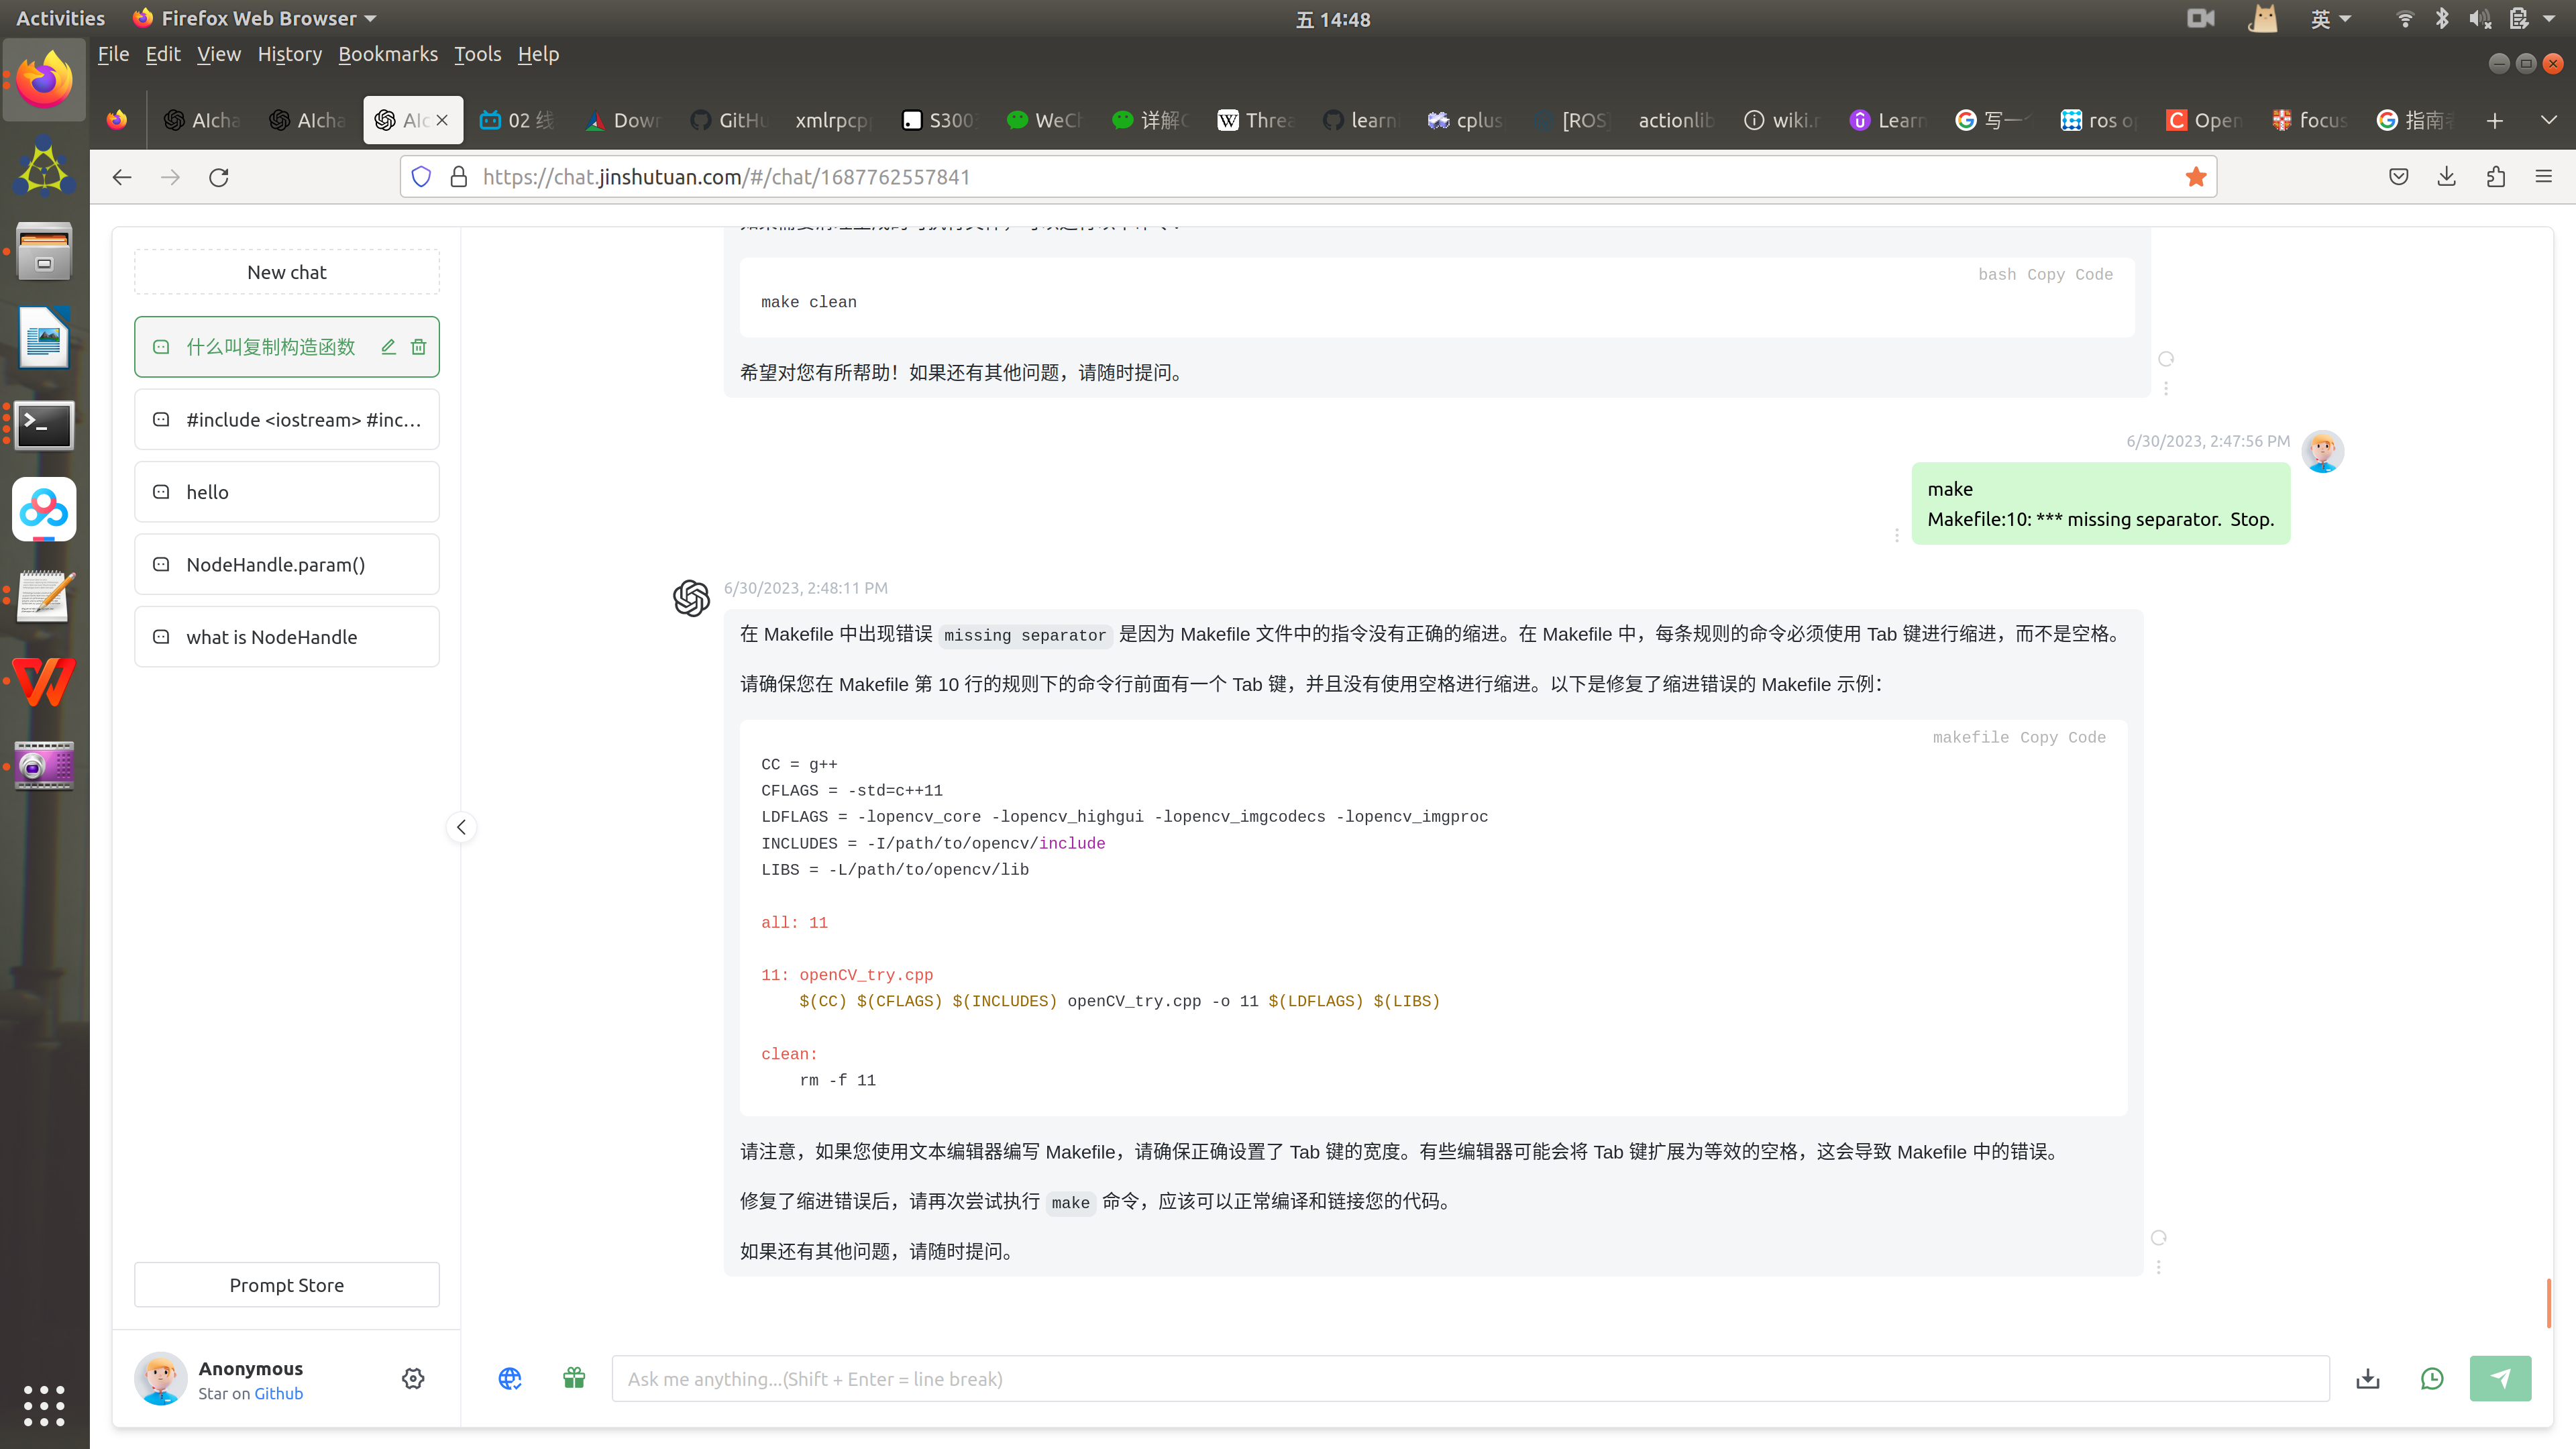 Activities
Firefox Web Browser
五 14:48
英
File Edit View History Bookmarks Tools Help
AIcha
AIcha
AIc
02 线
Down
GitHu
xmlrpcpp
S300
WeCh
详解C
Threa
learn
cplus
[ROS]
actionlib
wiki.r
Learn
写一个
ros op
Open
focus
指南者
https://chat.jinshutuan.com/#/chat/1687762557841
New chat
什么叫复制构造函数
#include <iostream> #inc...
hello
NodeHandle.param()
what is NodeHandle
Prompt Store
Anonymous
Star on Github
bash Copy Code
make clean
希望对您有所帮助！如果还有其他问题，请随时提问。
6/30/2023, 2:47:56 PM
make
Makefile:10: *** missing separator.  Stop.
6/30/2023, 2:48:11 PM
在 Makefile 中出现错误 missing separator 是因为 Makefile 文件中的指令没有正确的缩进。在 Makefile 中，每条规则的命令必须使用 Tab 键进行缩进，而不是空格。
请确保您在 Makefile 第 10 行的规则下的命令行前面有一个 Tab 键，并且没有使用空格进行缩进。以下是修复了缩进错误的 Makefile 示例：
makefile Copy Code
CC = g++
CFLAGS = -std=c++11
LDFLAGS = -lopencv_core -lopencv_highgui -lopencv_imgcodecs -lopencv_imgproc
INCLUDES = -I/path/to/opencv/include
LIBS = -L/path/to/opencv/lib
all: 11
11: openCV_try.cpp
    $(CC) $(CFLAGS) $(INCLUDES) openCV_try.cpp -o 11 $(LDFLAGS) $(LIBS)
clean:
    rm -f 11
请注意，如果您使用文本编辑器编写 Makefile，请确保正确设置了 Tab 键的宽度。有些编辑器可能会将 Tab 键扩展为等效的空格，这会导致 Makefile 中的错误。
修复了缩进错误后，请再次尝试执行 make 命令，应该可以正常编译和链接您的代码。
如果还有其他问题，请随时提问。
Ask me anything...(Shift + Enter = line break)